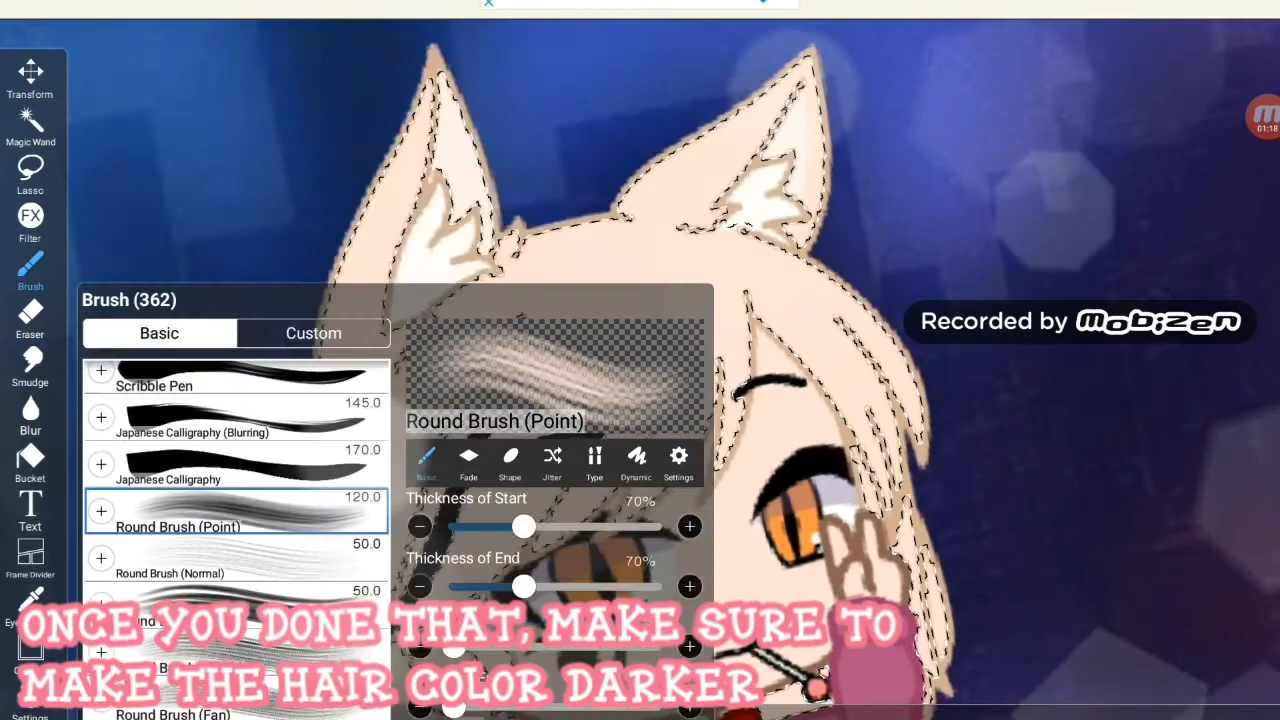 Transform
Magic Wand
Lasso
FX
Filter
Brush
Eraser
Smudge
Blur
Bucket
T
Text
Frame Divider
Settings
Brush (362)
Basic
Custom
Scribble Pen
145.0
Japanese Calligraphy (Blurring)
170.0
Japanese Calligraphy
120.0
Round Brush (Point)
50.0
Round Brush (Normal)
50.0
Round Brush (Fan)
Round Brush (Point)
Basic
Fade
Shape
Jitter
Type
Dynamic
Settings
Thickness of Start
70%
Thickness of End
70%
01:18
Recorded by mobizen
ONCE YOU DONE THAT, MAKE SURE TO
MAKE THE HAIR COLOR DARKER